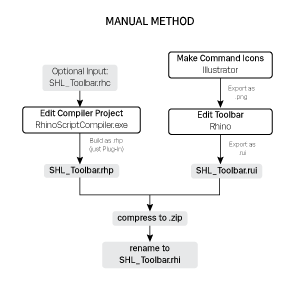 MANUAL METHOD
Optional Input:
SHL_Toolbar.rhc
Make Command Icons
Illustrator
Export as
png
Edit Compiler Project
RhinoScriptCompiler.exe
Edit Toolbar
Rhino
Build as .rhp
(just Plug-in)
Export as
rui
SHL_Toolbar.rhp
SHL_Toolbar.rui
compress to .zip
rename to
SHL_Toolbar.rhi